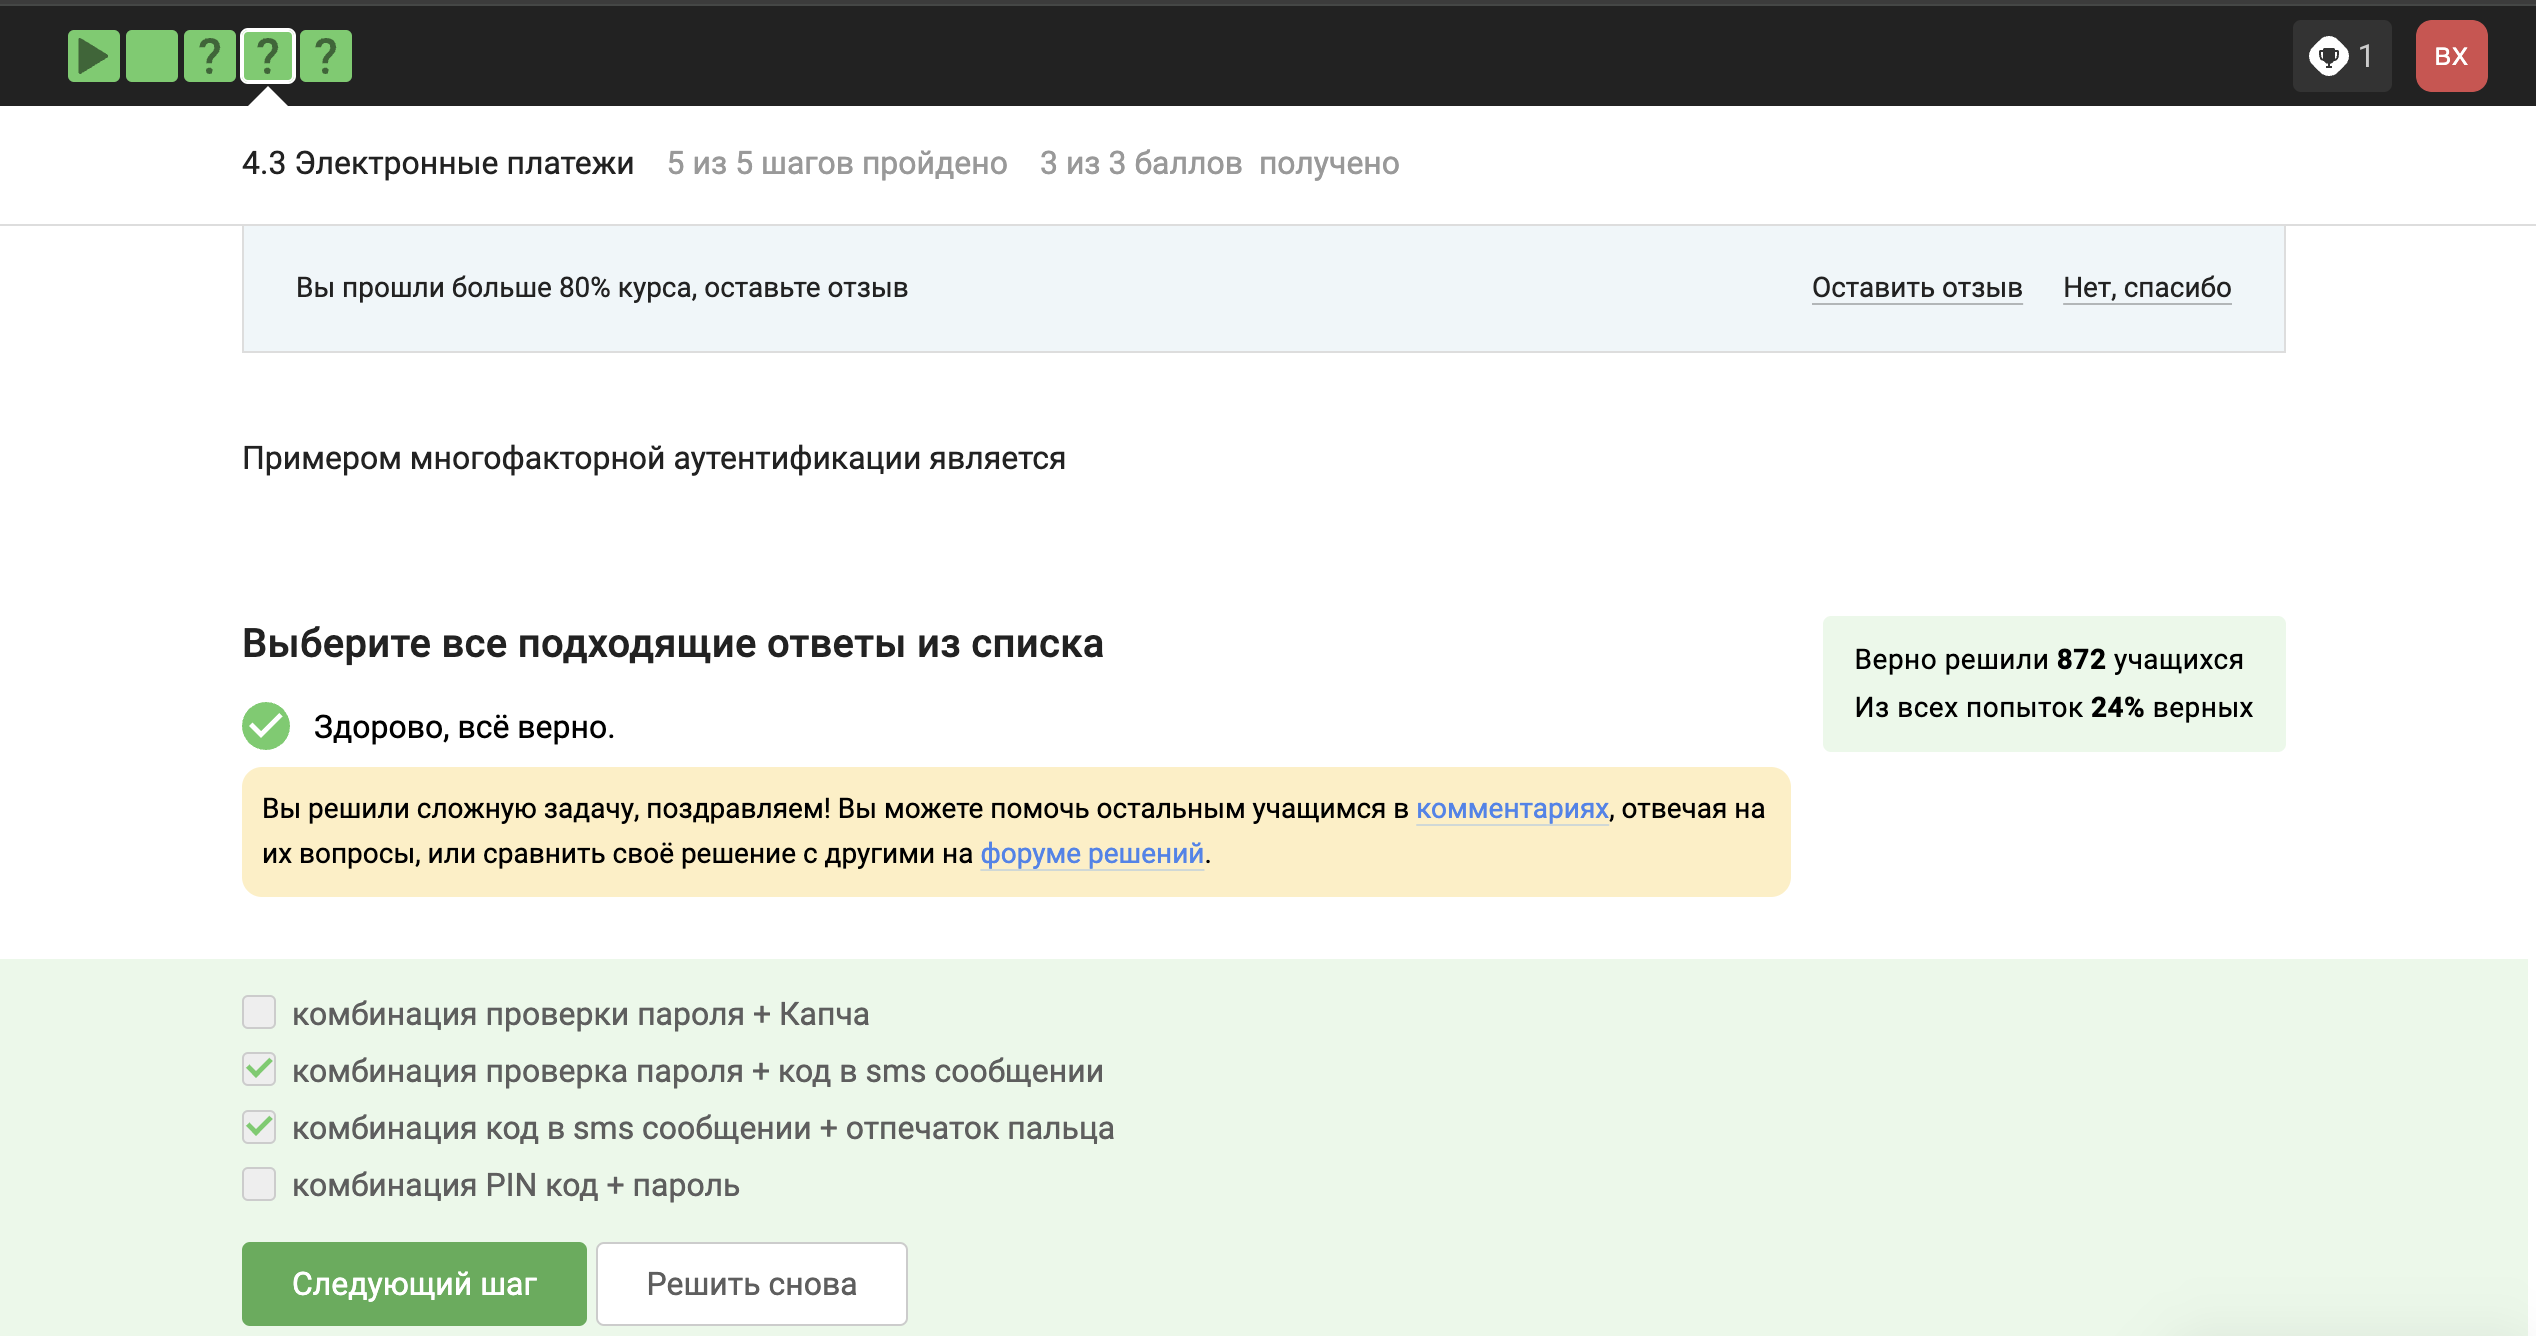 ? ? ?
1 ВХ
4.3 Электронные платежи 5 из 5 шагов пройдено 3 из 3 баллов получено
Вы прошли больше 80% курса, оставьте отзыв Оставить отзыв Нет, спасибо
Примером многофакторной аутентификации является
Выберите все подходящие ответы из списка
Верно решили 872 учащихся
Из всех попыток 24% верных
Здорово, всё верно.
Вы решили сложную задачу, поздравляем! Вы можете помочь остальным учащимся в комментариях, отвечая на
их вопросы, или сравнить своё решение с другими на форуме решений.
комбинация проверки пароля + Капча
комбинация проверка пароля + код в sms сообщении
комбинация код в sms сообщении + отпечаток пальца
комбинация PIN код + пароль
Следующий шаг Решить снова